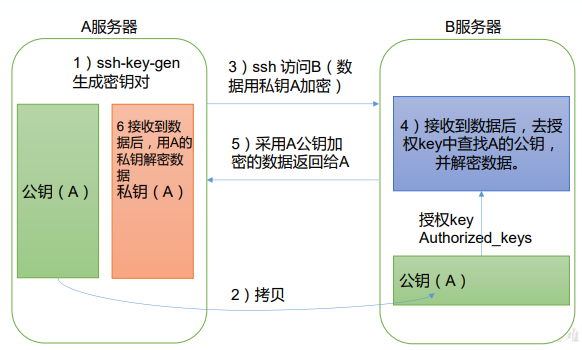 A服务器
B服务器
1）ssh-key-gen
生成密钥对
3）ssh 访问B（数
据用私钥A加密）
公钥（A）
6 接收到数
据后，用A的
私钥解密数
据
私钥（A）
5）采用A公钥加
密的数据返回给A
4）接收到数据后，去授
权key中查找A的公钥，
并解密数据。
授权key
Authorized_keys
公钥（A）
2）拷贝